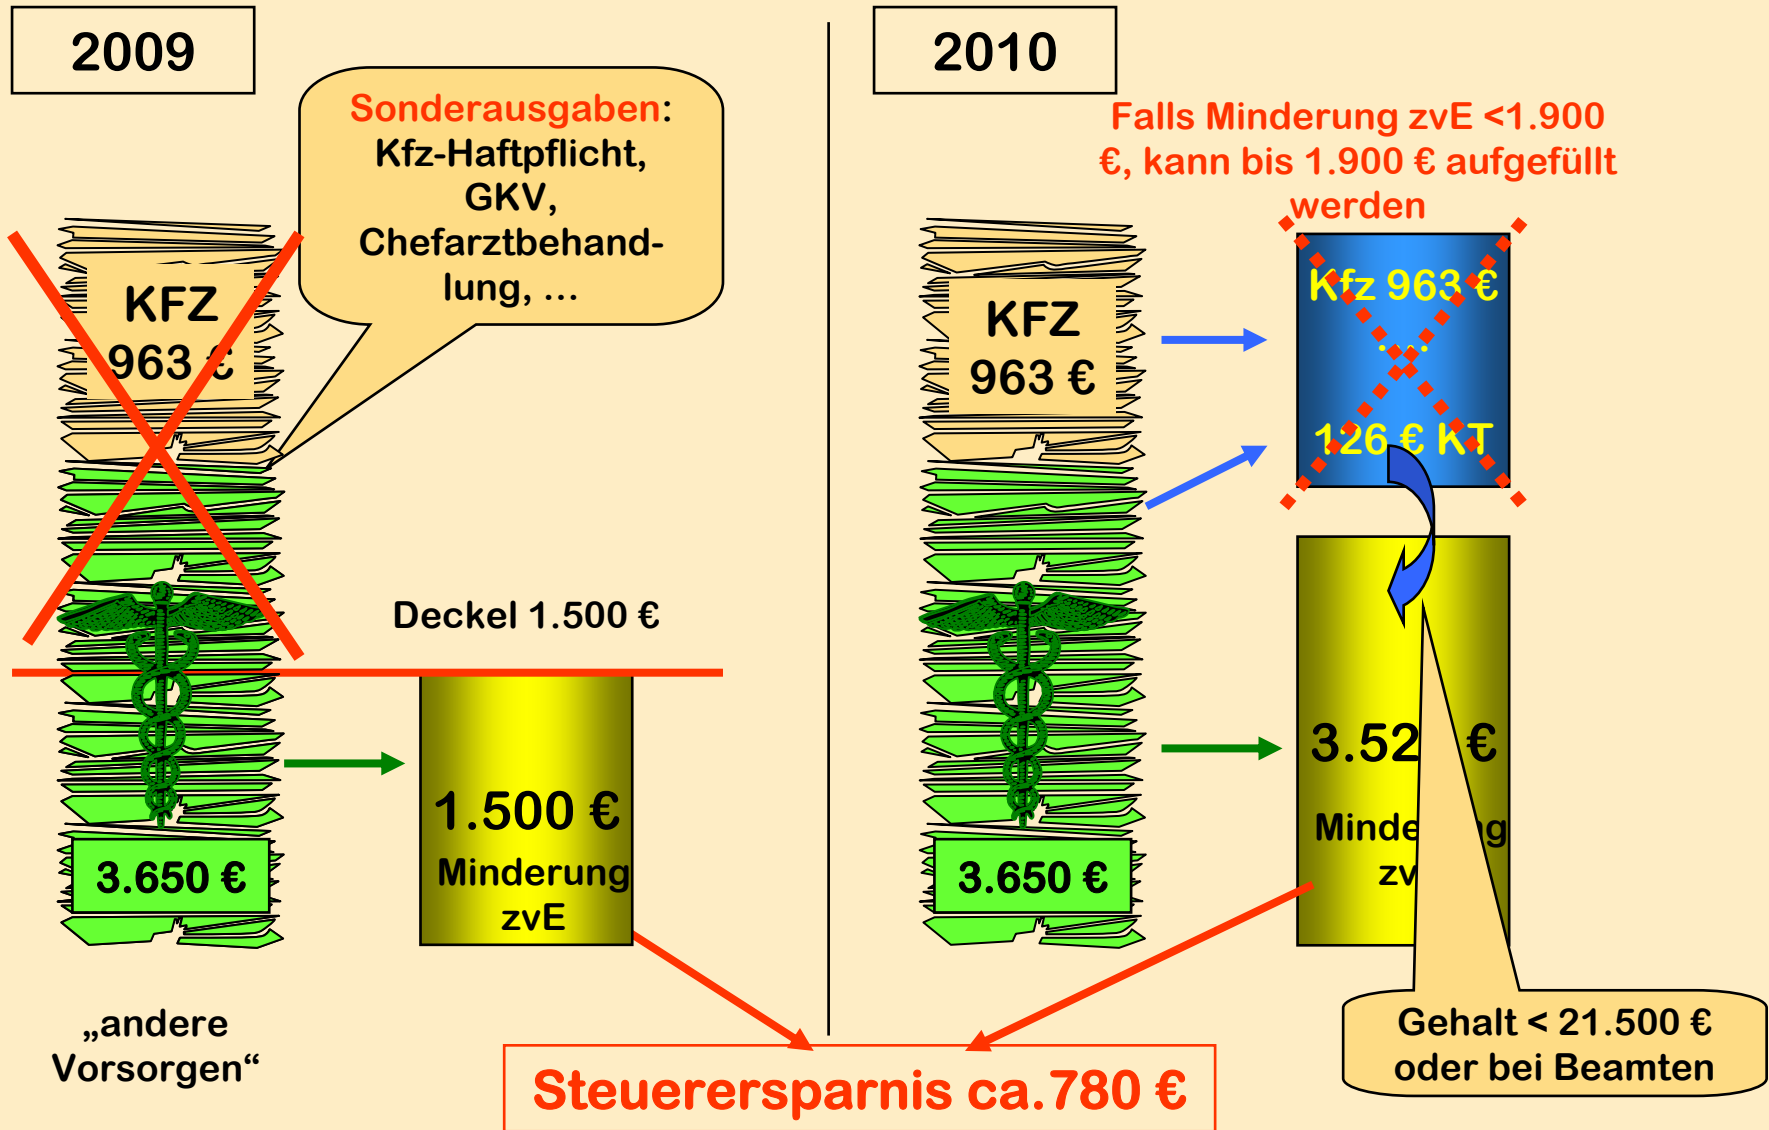 2009
Sonderausgaben:
Kfz-Haftpflicht,
GKV,
Chefarztbehand-
lung, ...
KFZ
963 €
Deckel 1.500 €
1.500 €
Minderung
zvE
3.650 €
„andere
Vorsorgen“
2010
Falls Minderung zvE <1.900
€, kann bis 1.900 € aufgefüllt
werden
KFZ
963 €
Kfz 963 €
....
126 € KT
3.52 €
3.650 €
Gehalt < 21.500 €
oder bei Beamten
Steuerersparnis ca.780 €